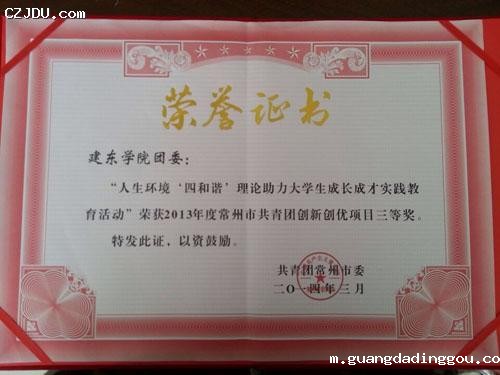 CZJDU.COM
荣誉证书
建东学院团委：
“人生环境‘四和谐’理论助力大学生成长成才实践教
育活动”荣获2013年度常州市共青团创新创优项目三等奖。
特发此证，以资鼓励。
共青团常州市委
二〇一四年三月
m.guangdadinggou.co